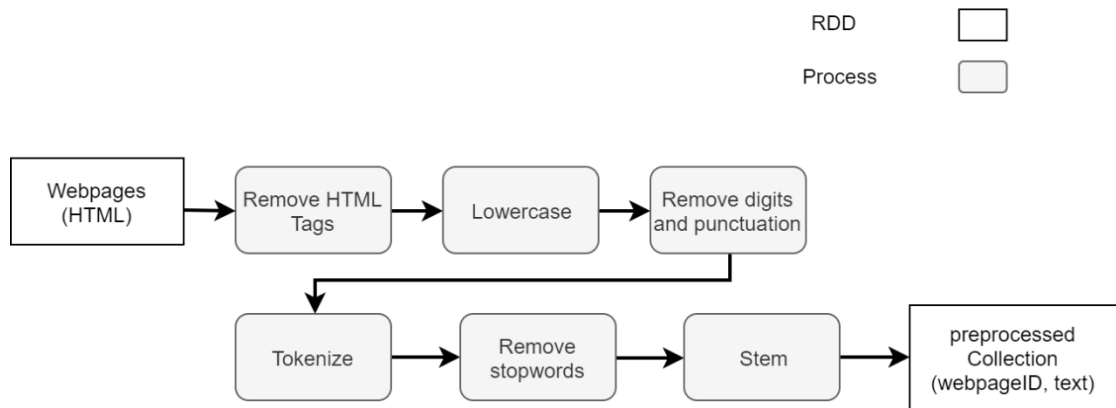 RDD
Process
Webpages
(HTML)
Remove HTML
Tags
Lowercase
Remove digits
and punctuation
Tokenize
Remove
stopwords
Stem
preprocessed
Collection
(webpageID, text)